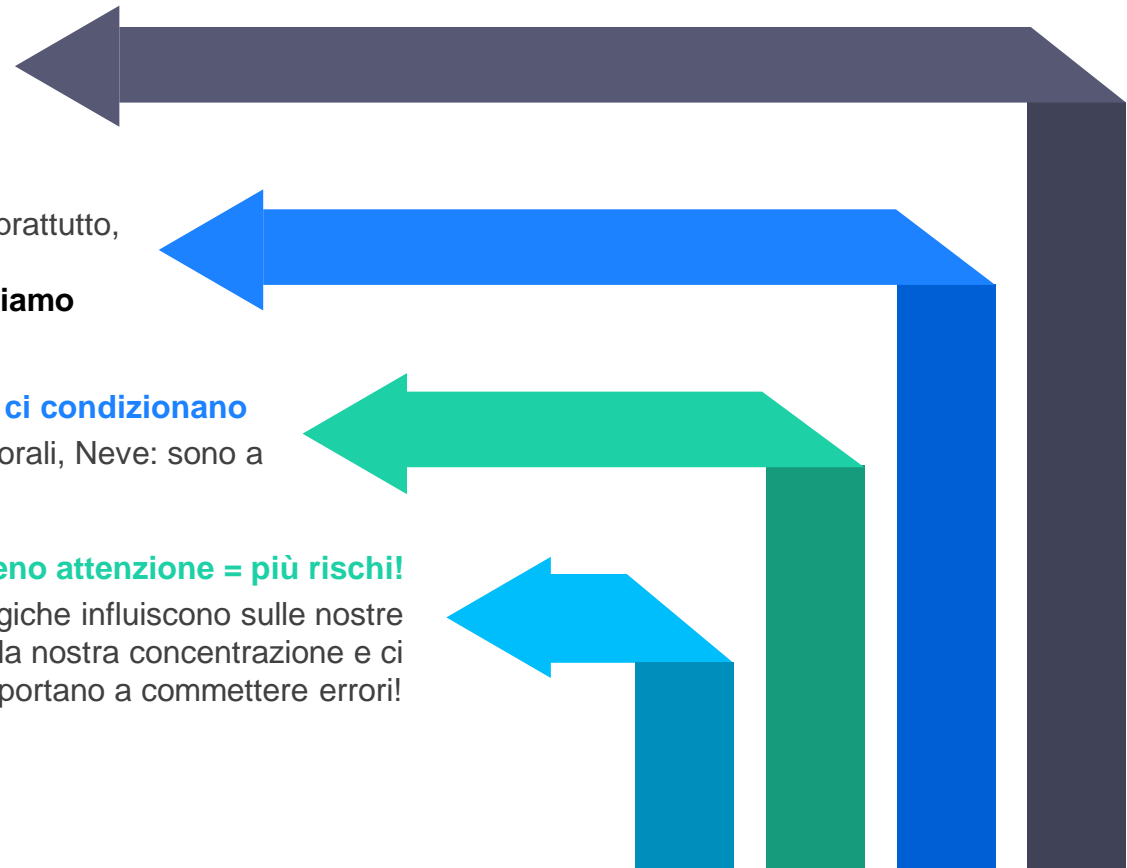 orattutto,
iamo
ci condizionano
orali, Neve: sono a
eno attenzione = più rischi!
giche influiscono sulle nostre
la nostra concentrazione e ci
portano a commettere errori!